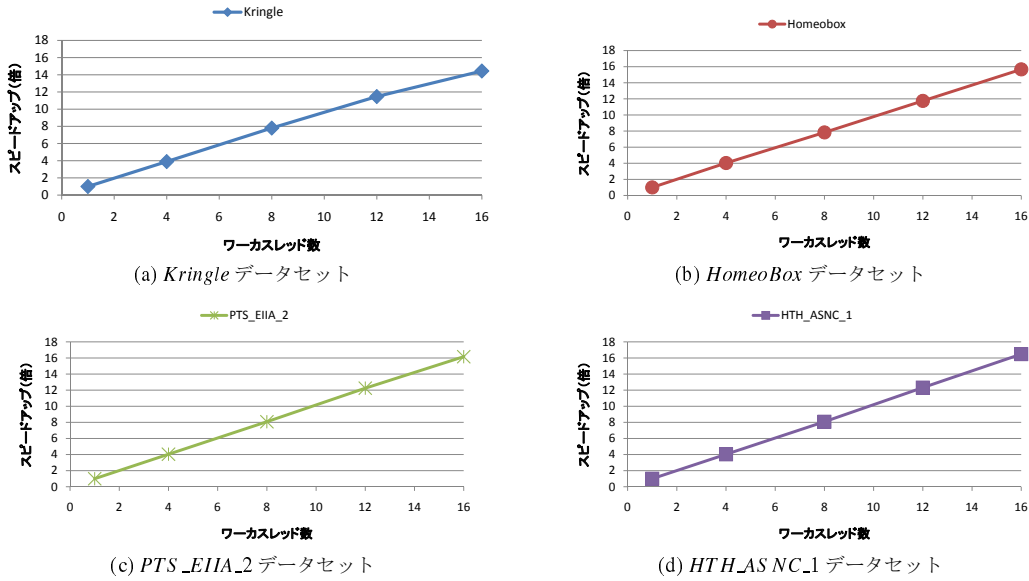 Kringle
18
16
14
12
10
8
6
4
2
0
スピードアップ(倍)
0 2 4 6 8 10 12 14 16
ワーカスレッド数
(a) Kringle データセット
Homeobox
18
16
14
12
10
8
6
4
2
0
スピードアップ(倍)
0 2 4 6 8 10 12 14 16
ワーカスレッド数
(b) HomeoBox データセット
PTS_EIIA_2
18
16
14
12
10
8
6
4
2
0
スピードアップ(倍)
0 2 4 6 8 10 12 14 16
ワーカスレッド数
(c) PTS_EIIA_2 データセット
HTH_ASNC_1
18
16
14
12
10
8
6
4
2
0
スピードアップ(倍)
0 2 4 6 8 10 12 14 16
ワーカスレッド数
(d) HTH_ASNC_1 データセット